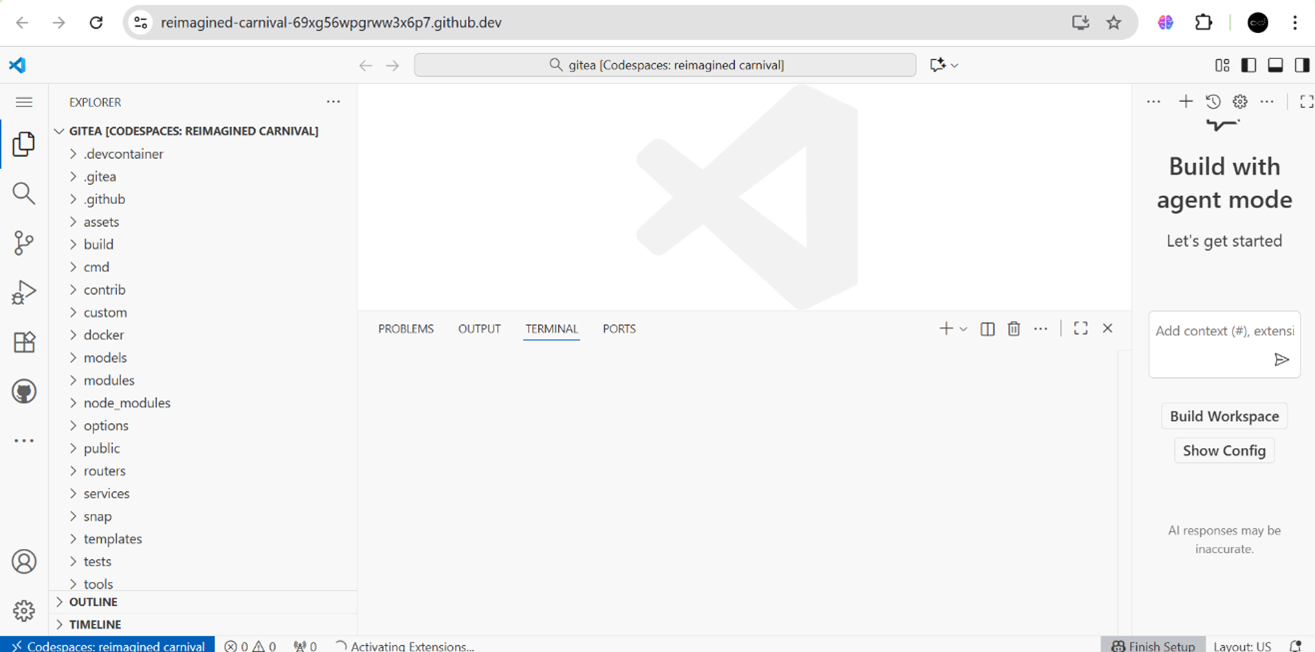 reimagined-carnival-69xg56wpgrww3x6p7.github.dev
gitea [Codespaces: reimagined carnival]
EXPLORER
GITEA [CODESPACES: REIMAGINED CARNIVAL]
.devcontainer
.gitea
.github
assets
build
cmd
contrib
custom
docker
models
modules
node_modules
options
public
routers
services
snap
templates
tests
tools
OUTLINE
TIMELINE
PROBLEMS OUTPUT TERMINAL PORTS
Build with
agent mode
Let's get started
Add context (#), extensi
Build Workspace
Show Config
AI responses may be
inaccurate.
Codespaces: reimagined carnival 0 0 0 Activating Extensions... Finish Setup Layout: US